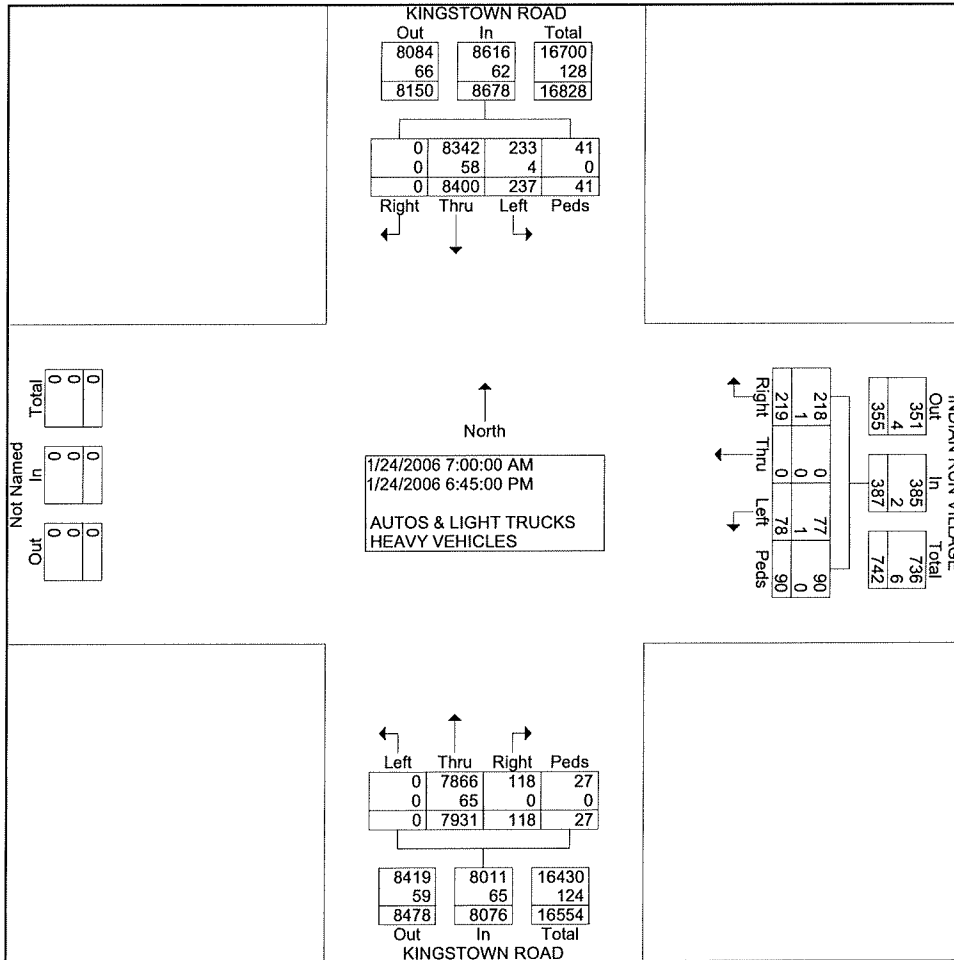 KINGSTOWN ROAD
Out In Total
8084 8616 16700
66 62 128
8150 8678 16828
0 8342 233 41
0 58 4 0
0 8400 237 41
Right Thru Left Peds
Not Named
Out In Total
0 0 0
0 0 0
0 0 0
North
1/24/2006 7:00:00 AM
1/24/2006 6:45:00 PM
AUTOS & LIGHT TRUCKS
HEAVY VEHICLES
INDIAN RUN VILLAGE
Out In Total
351 385 736
4 2 6
355 387 742
218 0 77 90
1 0 1 0
219 0 78 90
Right Thru Left Peds
Left Thru Right Peds
0 7866 118 27
0 65 0 0
0 7931 118 27
8419 8011 16430
59 65 124
8478 8076 16554
Out In Total
KINGSTOWN ROAD